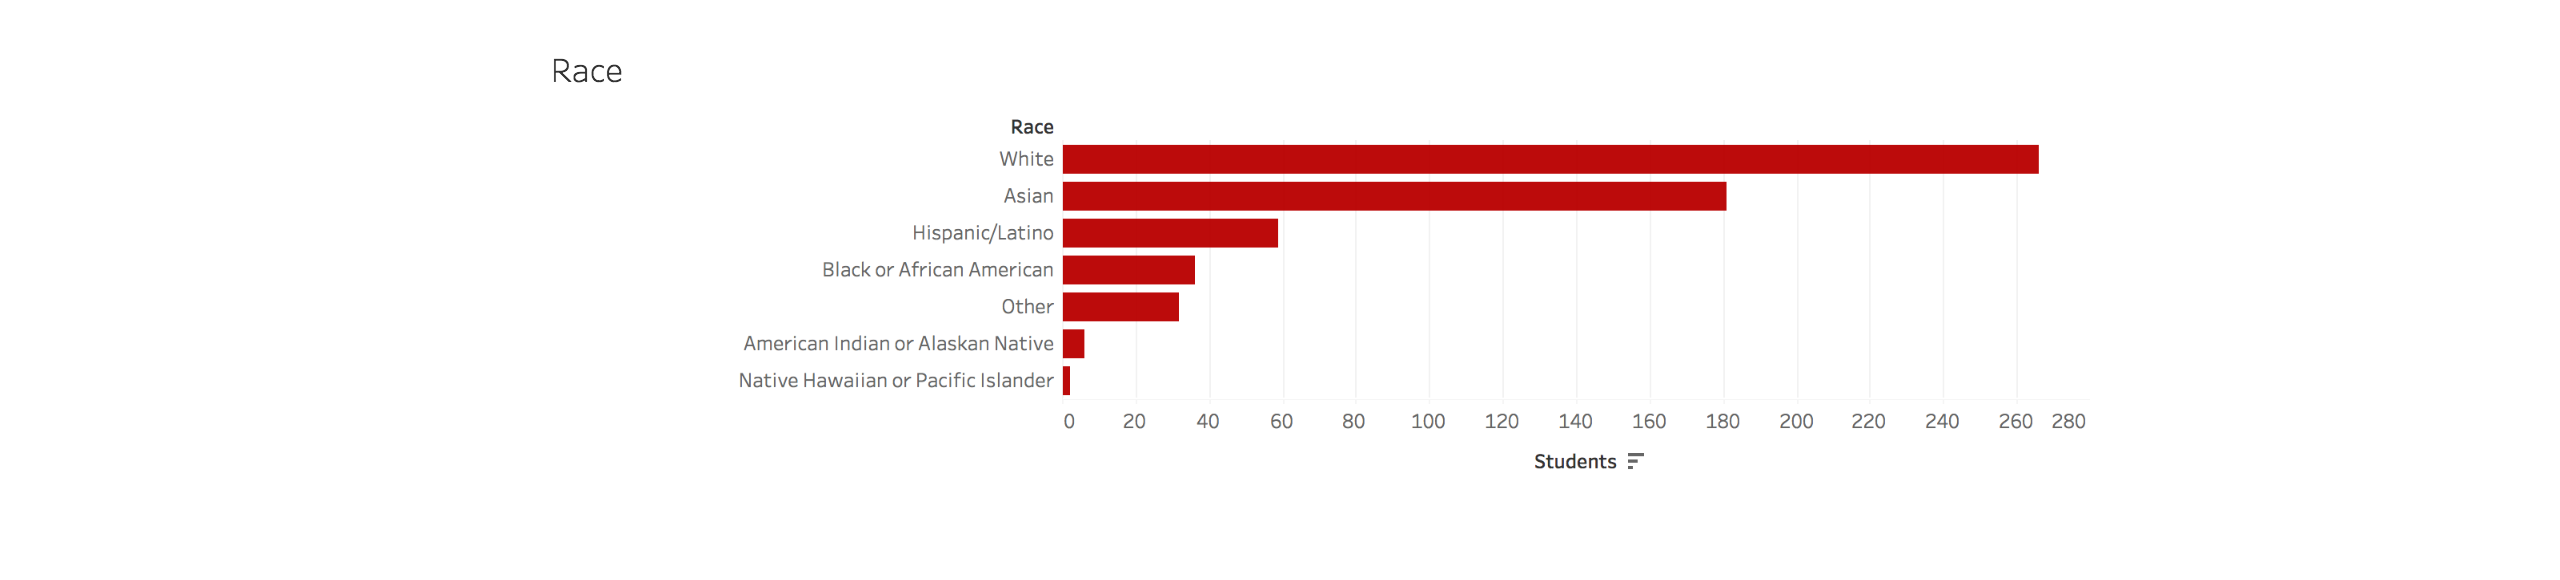 Race
Race
White
Asian
Hispanic/Latino
Black or African American
Other
American Indian or Alaskan Native
Native Hawaiian or Pacific Islander
0 20 40 60 80 100 120 140 160 180 200 220 240 260 280
Students